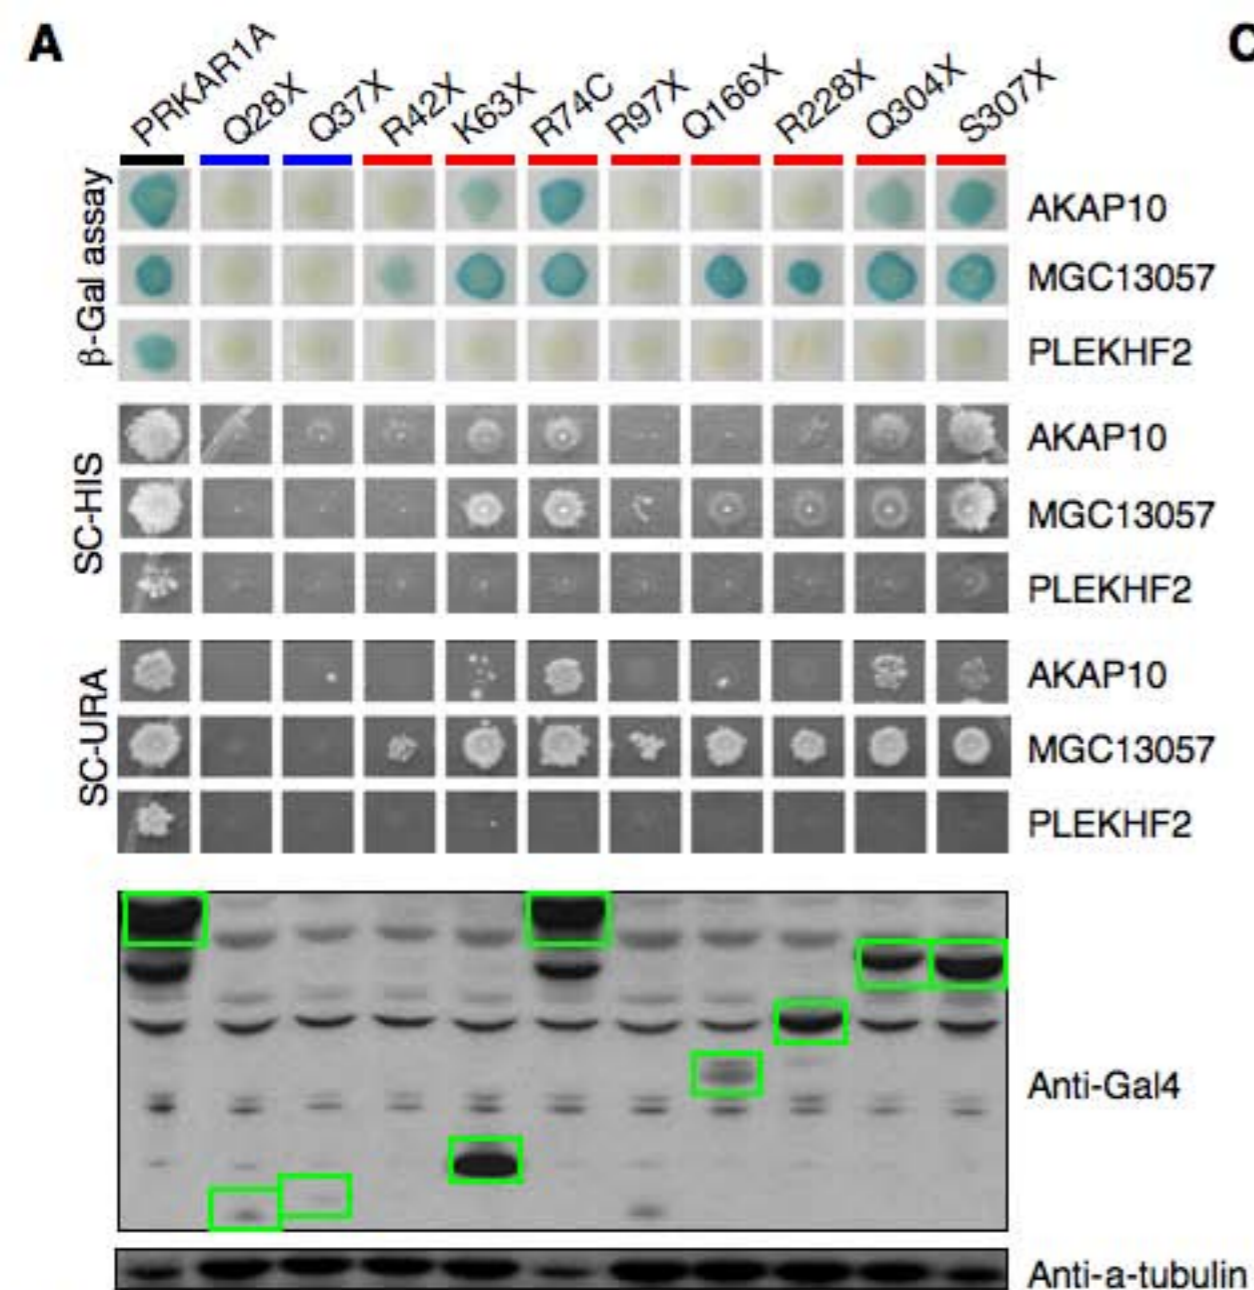 A
C
PRKAR1A Q28X Q37X R42X K63X R74C R97X Q166X R228X Q304X S307X
β-Gal assay
AKAP10
MGC13057
PLEKHF2
SC-HIS
AKAP10
MGC13057
PLEKHF2
SC-URA
AKAP10
MGC13057
PLEKHF2
Anti-Gal4
Anti-a-tubulin